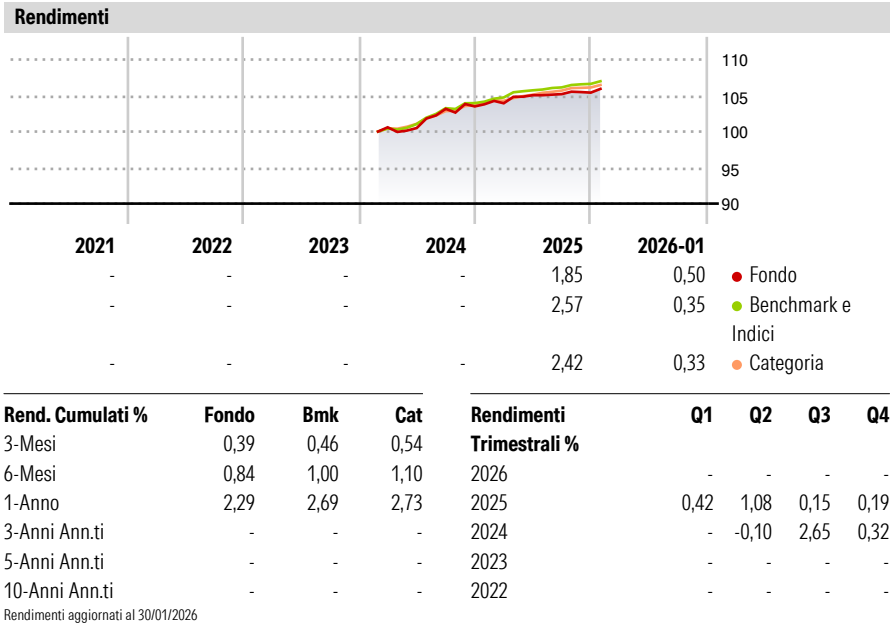 Rendimenti
110
105
100
95
90
2021 2022 2023 2024 2025 2026-01
- - - - 1,85 0,50 Fondo
- - - - 2,57 0,35 Benchmark e
Indici
- - - - 2,42 0,33 Categoria
Rend. Cumulati % Fondo Bmk Cat
3-Mesi 0,39 0,46 0,54
6-Mesi 0,84 1,00 1,10
1-Anno 2,29 2,69 2,73
3-Anni Ann.ti - - -
5-Anni Ann.ti - - -
10-Anni Ann.ti - - -
Rendimenti Q1 Q2 Q3 Q4
Trimestrali %
2026 - - - -
2025 0,42 1,08 0,15 0,19
2024 - -0,10 2,65 0,32
2023 - - - -
2022 - - - -
Rendimenti aggiornati al 30/01/2026